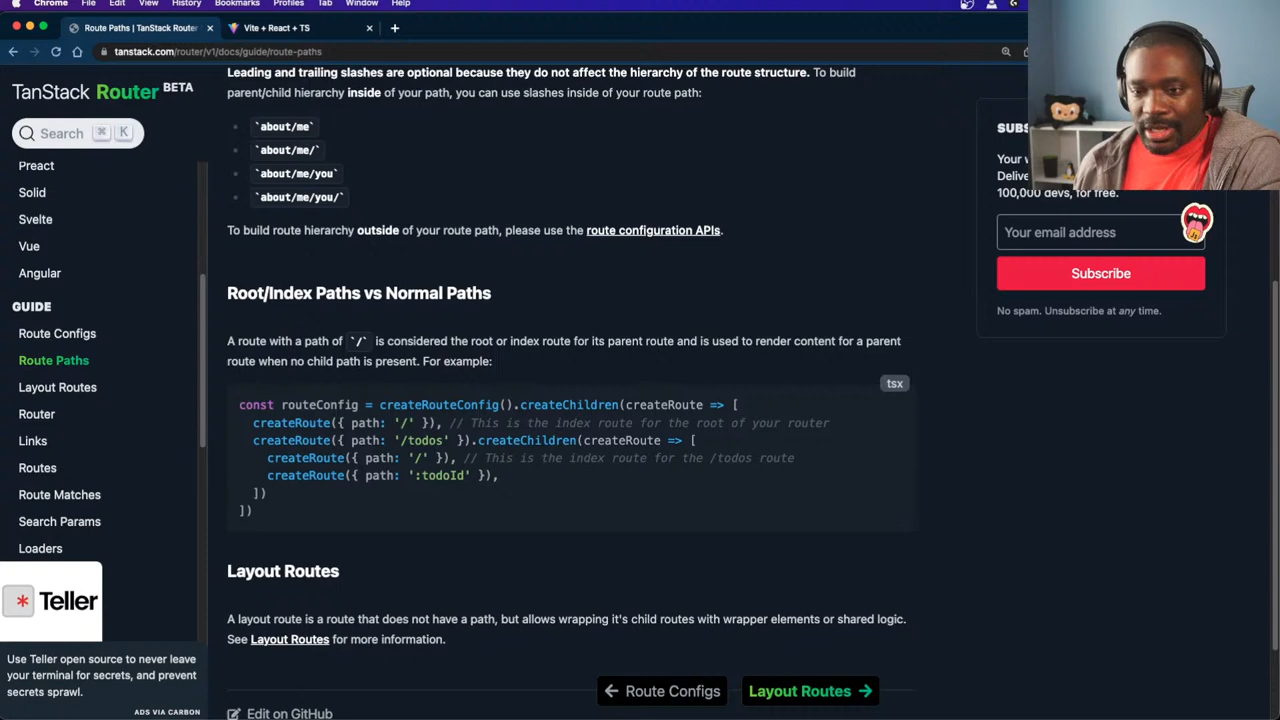 Chrome File Edit View History Bookmarks Profiles Tab Window Help
Route Paths | TanStack Router
Vite + React + TS
tanstack.com/router/v1/docs/guide/route-paths
TanStack Router BETA
Search ⌘ K
Preact
Solid
Svelte
Vue
Angular
GUIDE
Route Configs
Route Paths
Layout Routes
Router
Links
Routes
Route Matches
Search Params
Loaders
* Teller
Use Teller open source to never leave
your terminal for secrets, and prevent
secrets sprawl.
ADS VIA CARBON
Leading and trailing slashes are optional because they do not affect the hierarchy of the route structure. To build
parent/child hierarchy inside of your path, you can use slashes inside of your route path:
`about/me`
`about/me/`
`about/me/you`
`about/me/you/`
To build route hierarchy outside of your route path, please use the route configuration APIs.
Root/Index Paths vs Normal Paths
A route with a path of `/` is considered the root or index route for its parent route and is used to render content for a parent
route when no child path is present. For example:
tsx
const routeConfig = createRouteConfig().createChildren(createRoute => [
createRoute({ path: '/' }), // This is the index route for the root of your router
createRoute({ path: '/todos' }).createChildren(createRoute => [
createRoute({ path: '/' }), // This is the index route for the /todos route
createRoute({ path: ':todoId' }),
])
])
Layout Routes
A layout route is a route that does not have a path, but allows wrapping it's child routes with wrapper elements or shared logic.
See Layout Routes for more information.
← Route Configs
Layout Routes →
Edit on GitHub
100,000 devs, for free.
Your email address
Subscribe
No spam. Unsubscribe at any time.